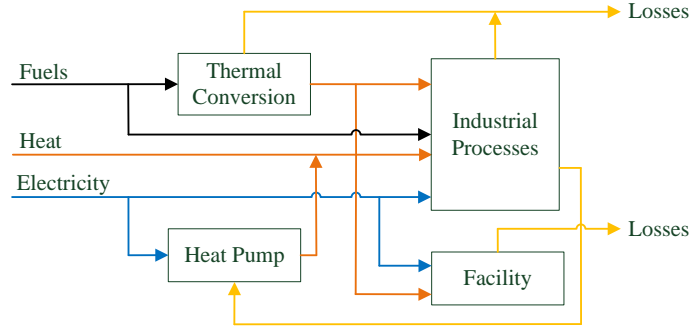 Losses
Fuels
Thermal
Conversion
Industrial
Processes
Heat
Electricity
Losses
Heat Pump
Facility